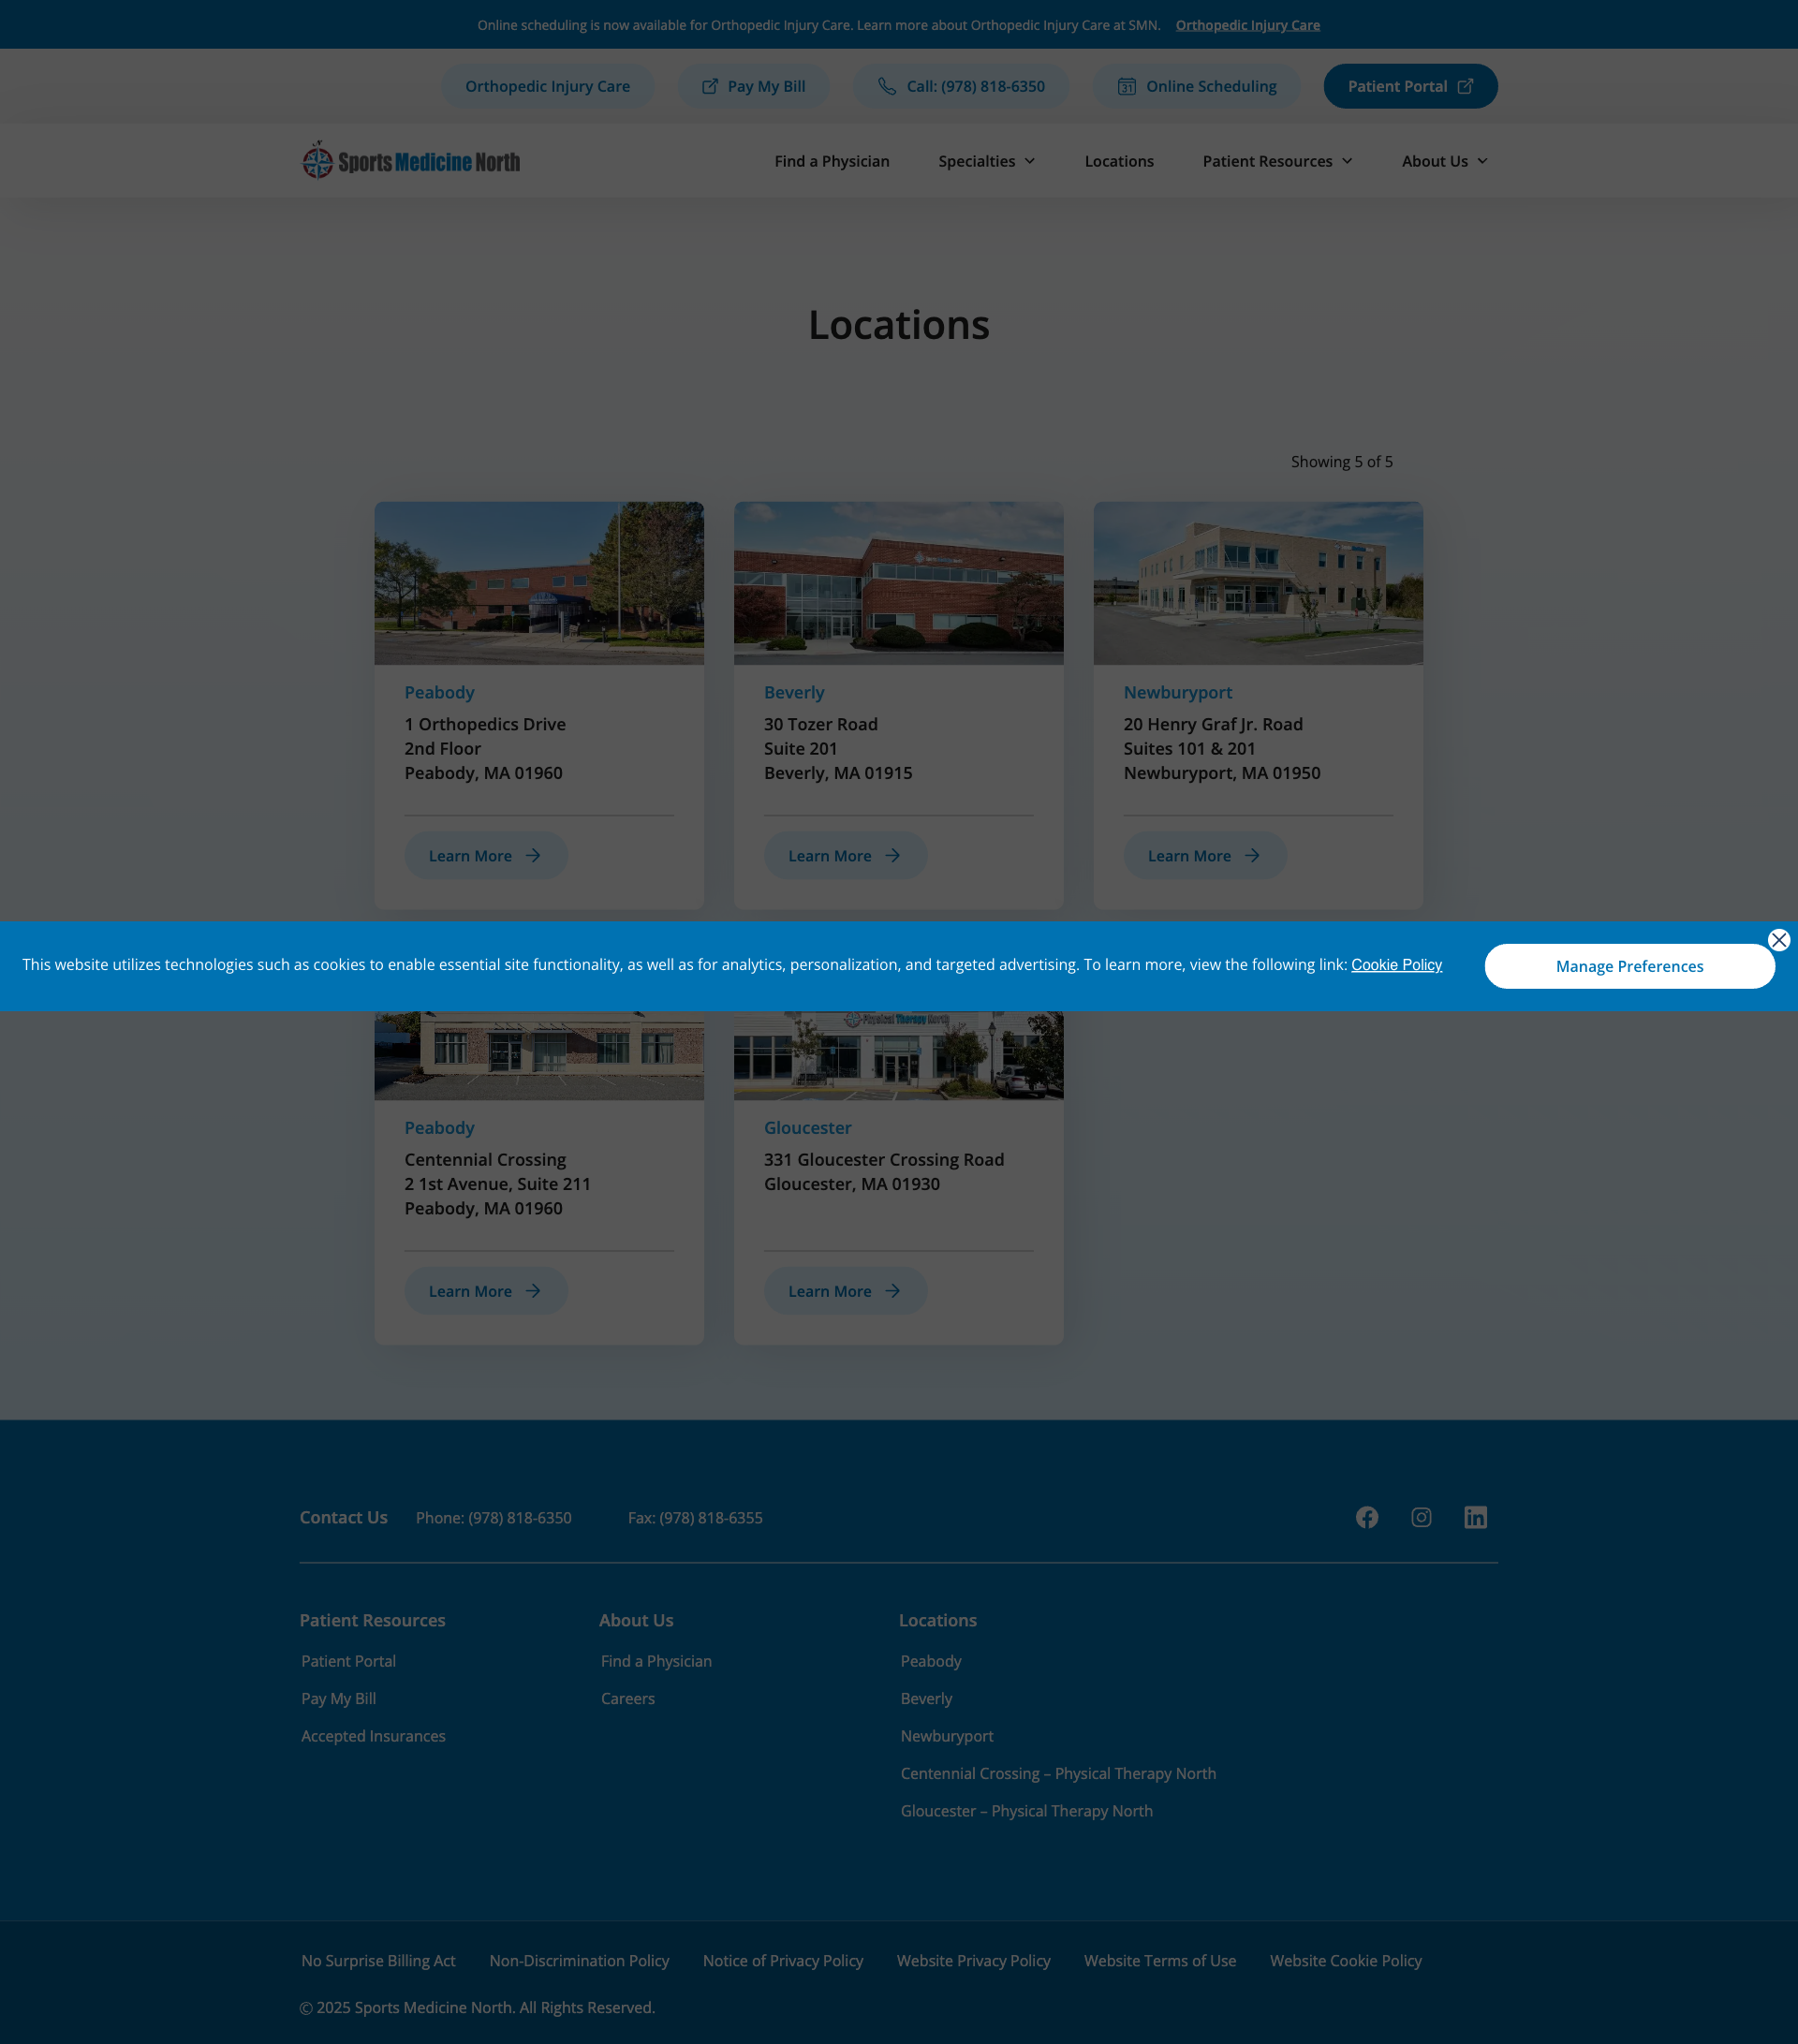 Online scheduling is now available for Orthopedic Injury Care. Learn more about Orthopedic Injury Care at SMN. Orthopedic Injury Care
Orthopedic Injury Care
Pay My Bill
Call: (978) 818-6350
31 Online Scheduling
Patient Portal
Sports Medicine North
Find a Physician
Specialties
Locations
Patient Resources
About Us
Locations
Showing 5 of 5
Peabody
1 Orthopedics Drive
2nd Floor
Peabody, MA 01960
Learn More
Beverly
30 Tozer Road
Suite 201
Beverly, MA 01915
Learn More
Newburyport
20 Henry Graf Jr. Road
Suites 101 & 201
Newburyport, MA 01950
Learn More
This website utilizes technologies such as cookies to enable essential site functionality, as well as for analytics, personalization, and targeted advertising. To learn more, view the following link: Cookie Policy
Manage Preferences
Physical Therapy North
Peabody
Centennial Crossing
2 1st Avenue, Suite 211
Peabody, MA 01960
Learn More
Gloucester
331 Gloucester Crossing Road
Gloucester, MA 01930
Learn More
Contact Us
Phone: (978) 818-6350
Fax: (978) 818-6355
Patient Resources
Patient Portal
Pay My Bill
Accepted Insurances
About Us
Find a Physician
Careers
Locations
Peabody
Beverly
Newburyport
Centennial Crossing – Physical Therapy North
Gloucester – Physical Therapy North
No Surprise Billing Act
Non-Discrimination Policy
Notice of Privacy Policy
Website Privacy Policy
Website Terms of Use
Website Cookie Policy
© 2025 Sports Medicine North. All Rights Reserved.